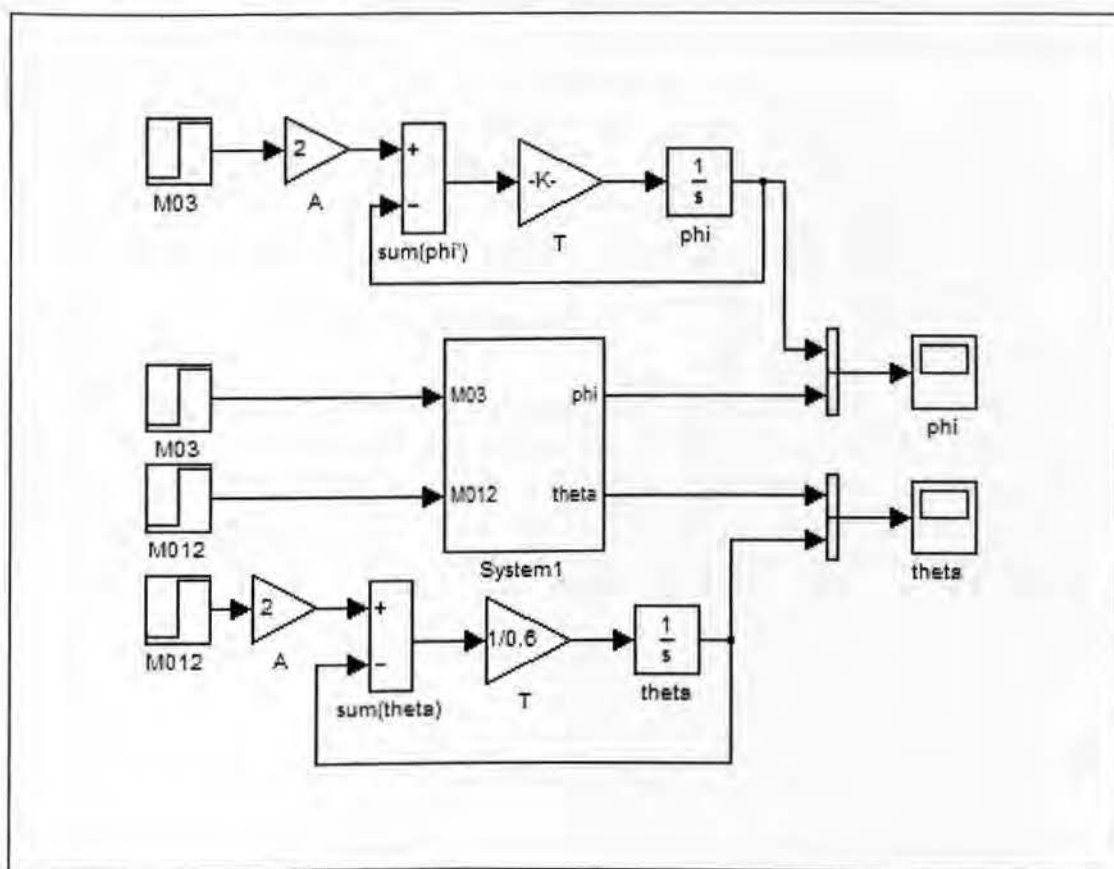 M03
2
A
+
−
sum(phi')
-K-
T
1
s
phi
M03
M012
M03
phi
M012
theta
System1
phi
theta
M012
2
A
+
−
sum(theta)
1/0,6
T
1
s
theta